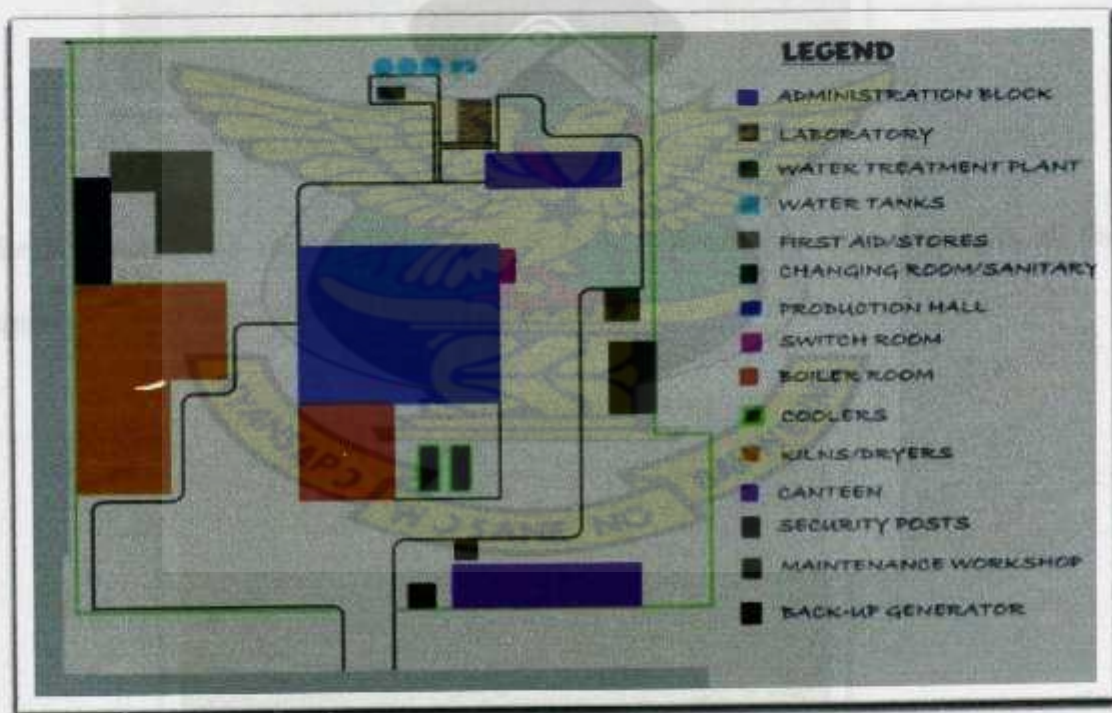 LEGEND
ADMINISTRATION BLOCK
LABORATORY
WATER TREATMENT PLANT
WATER TANKS
FIRST AID/STORES
CHANGING ROOM/SANITARY
PRODUCTION HALL
SWITCH ROOM
BOILER ROOM
COOLERS
KILNS/DRYERS
CANTEEN
SECURITY POSTS
MAINTENANCE WORKSHOP
BACK-UP GENERATOR